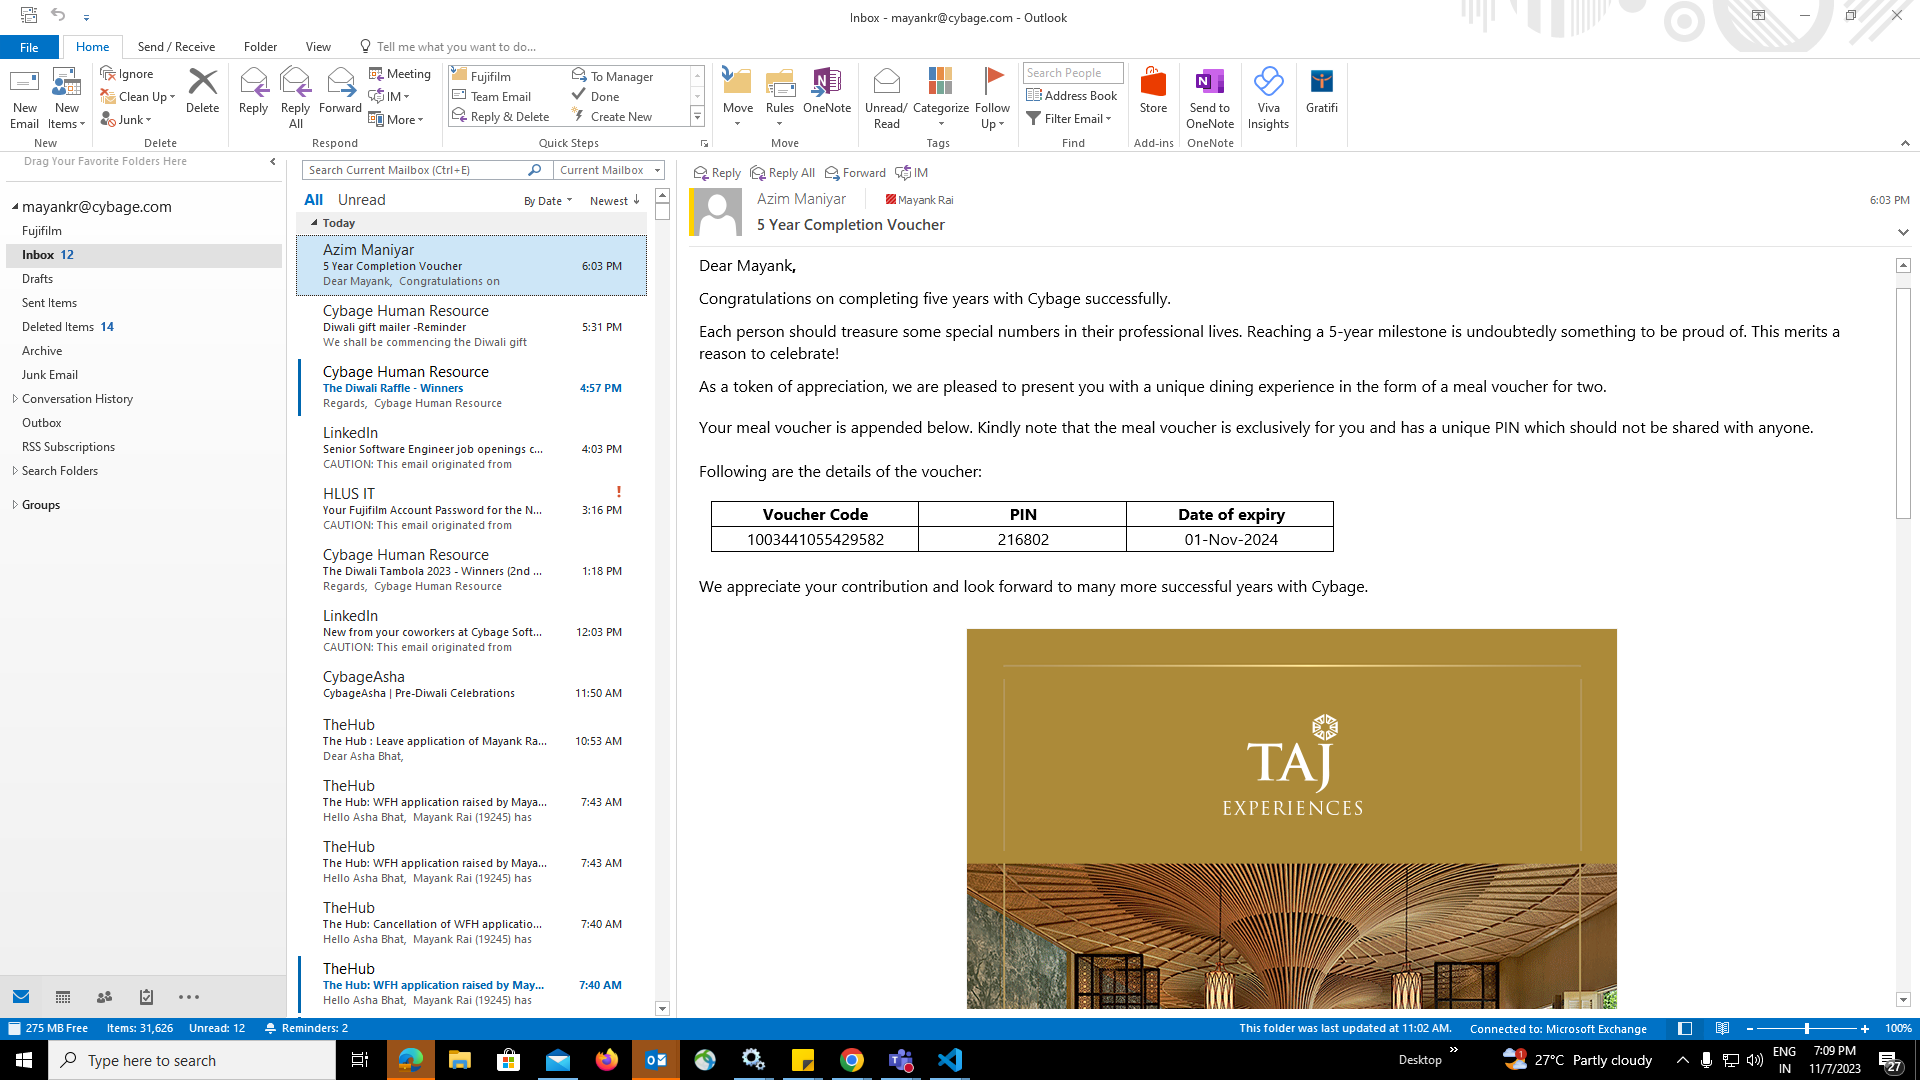 Inbox - mayankr@cybage.com - Outlook
File Home Send / Receive Folder View Tell me what you want to do...
New Email
New Items
Ignore
Clean Up
Junk
Delete
Reply
Reply All
Forward
Meeting
IM
More
Fujifilm
Team Email
Reply & Delete
To Manager
Done
Create New
Move
Rules
OneNote
Unread/ Read
Categorize
Follow Up
Search People
Address Book
Filter Email
Store
Send to OneNote
Viva Insights
Gratifi
New Delete Respond Quick Steps Move Tags Find Add-ins OneNote
Drag Your Favorite Folders Here
mayankr@cybage.com
Fujifilm
Inbox 12
Drafts
Sent Items
Deleted Items 14
Archive
Junk Email
Conversation History
Outbox
RSS Subscriptions
Search Folders
Groups
Search Current Mailbox (Ctrl+E) Current Mailbox
All Unread By Date Newest
Today
Azim Maniyar
5 Year Completion Voucher 6:03 PM
Dear Mayank, Congratulations on
Cybage Human Resource
Diwali gift mailer -Reminder 5:31 PM
We shall be commencing the Diwali gift
Cybage Human Resource
The Diwali Raffle - Winners 4:57 PM
Regards, Cybage Human Resource
LinkedIn
Senior Software Engineer job openings c... 4:03 PM
CAUTION: This email originated from
HLUS IT !
Your Fujifilm Account Password for the N... 3:16 PM
CAUTION: This email originated from
Cybage Human Resource
The Diwali Tambola 2023 - Winners (2nd ... 1:18 PM
Regards, Cybage Human Resource
LinkedIn
New from your coworkers at Cybage Soft... 12:03 PM
CAUTION: This email originated from
CybageAsha
CybageAsha | Pre-Diwali Celebrations 11:50 AM
TheHub
The Hub : Leave application of Mayank Ra... 10:53 AM
Dear Asha Bhat,
TheHub
The Hub: WFH application raised by Maya... 7:43 AM
Hello Asha Bhat, Mayank Rai (19245) has
TheHub
The Hub: WFH application raised by Maya... 7:43 AM
Hello Asha Bhat, Mayank Rai (19245) has
TheHub
The Hub: Cancellation of WFH applicatio... 7:40 AM
Hello Asha Bhat, Mayank Rai (19245) has
TheHub
The Hub: WFH application raised by May... 7:40 AM
Hello Asha Bhat, Mayank Rai (19245) has
Reply Reply All Forward IM
Azim Maniyar Mayank Rai 6:03 PM
5 Year Completion Voucher
Dear Mayank,
Congratulations on completing five years with Cybage successfully.
Each person should treasure some special numbers in their professional lives. Reaching a 5-year milestone is undoubtedly something to be proud of. This merits a
reason to celebrate!
As a token of appreciation, we are pleased to present you with a unique dining experience in the form of a meal voucher for two.
Your meal voucher is appended below. Kindly note that the meal voucher is exclusively for you and has a unique PIN which should not be shared with anyone.
Following are the details of the voucher:
Voucher Code PIN Date of expiry
1003441055429582 216802 01-Nov-2024
We appreciate your contribution and look forward to many more successful years with Cybage.
TAJ
EXPERIENCES
275 MB Free Items: 31,626 Unread: 12 Reminders: 2 This folder was last updated at 11:02 AM. Connected to: Microsoft Exchange 100%
Type here to search Desktop 1 27°C Partly cloudy ENG IN 7:09 PM 11/7/2023 27